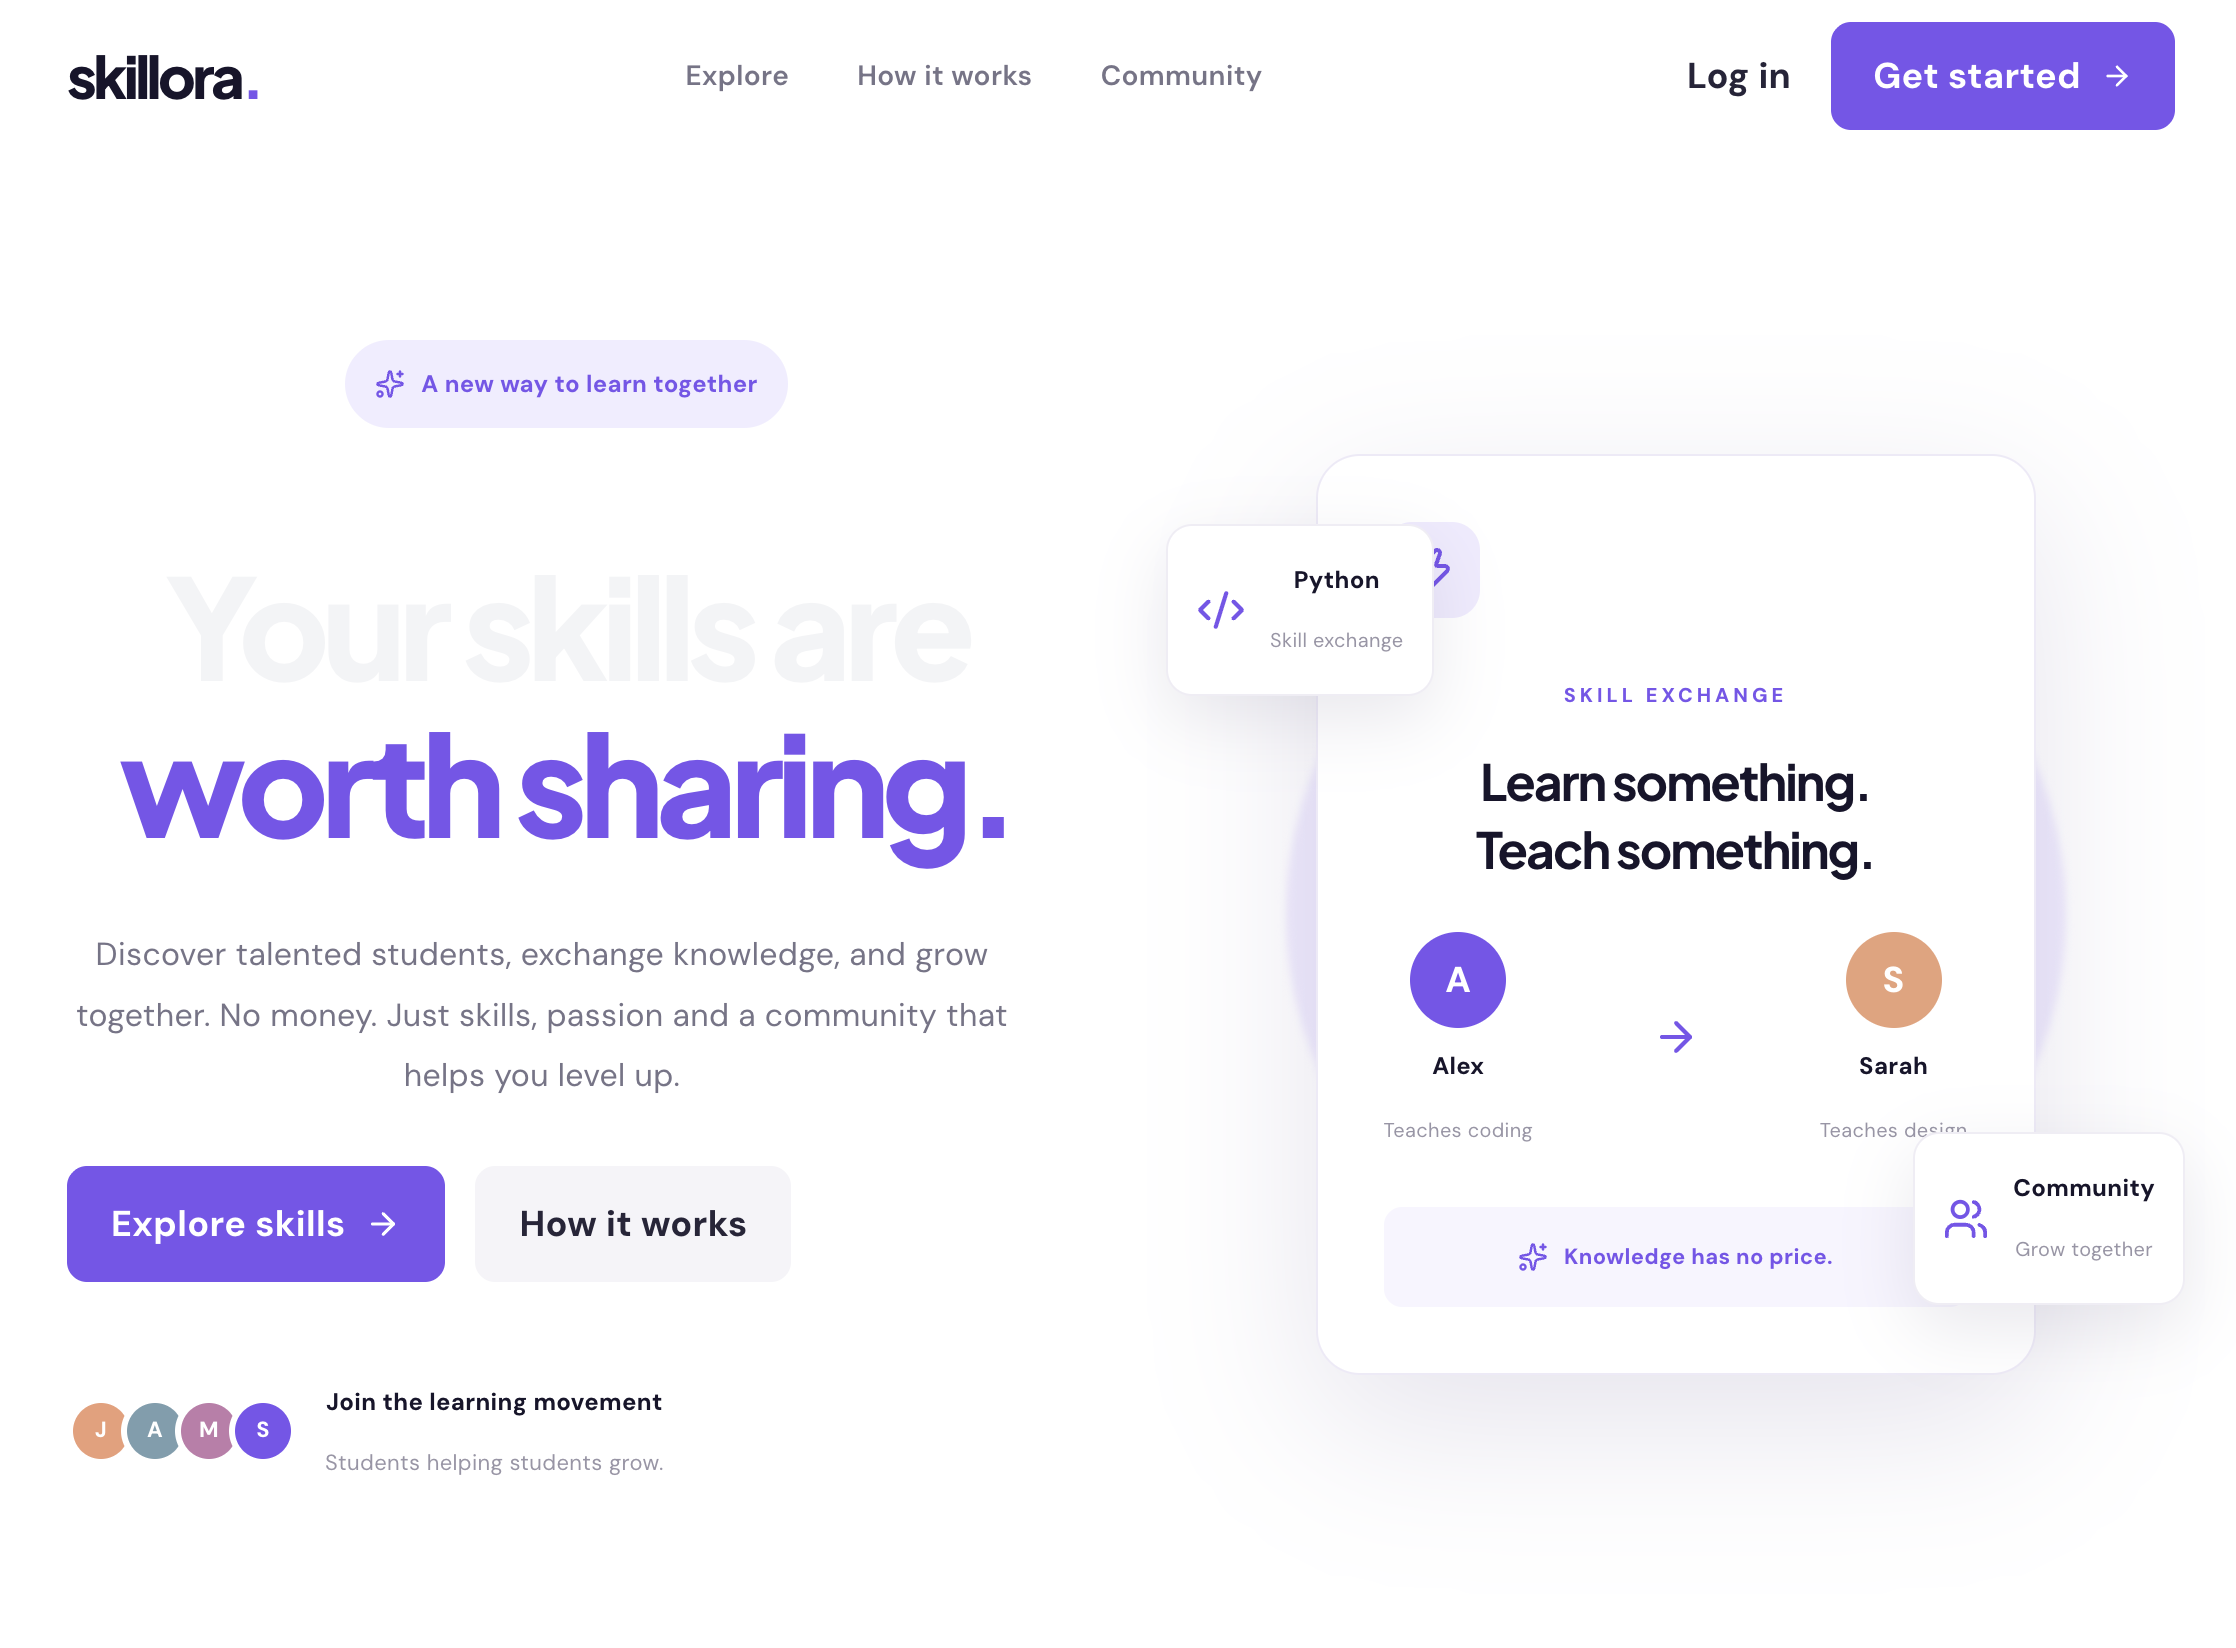 skillora.
Explore
How it works
Community
Log in
Get started
A new way to learn together
Your skills are
worth sharing.
Discover talented students, exchange knowledge, and grow
together. No money. Just skills, passion and a community that
helps you level up.
Explore skills
How it works
J
A
M
S
Join the learning movement
Students helping students grow.
Python
Skill exchange
SKILL EXCHANGE
Learn something.
Teach something.
A
Alex
Teaches coding
S
Sarah
Teaches design
Knowledge has no price.
Community
Grow together